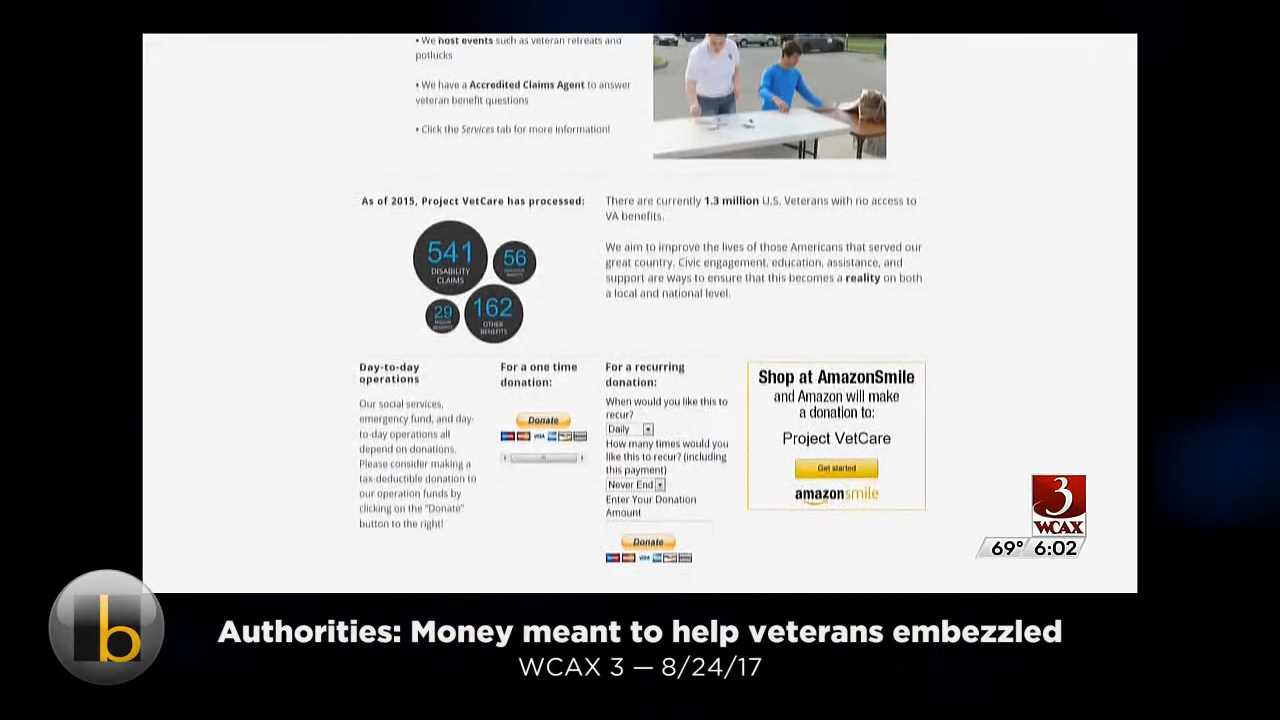 • We host events such as veteran retreats and
potlucks
• We have a Accredited Claims Agent to answer
veteran benefit questions
• Click the Services tab for more information!
As of 2015, Project VetCare has processed:
541
DISABILITY
CLAIMS
56
29
162
OTHER
BENEFITS
There are currently 1.3 million U.S. Veterans with no access to
VA benefits.
We aim to improve the lives of those Americans that served our
great country. Civic engagement, education, assistance, and
support are ways to ensure that this becomes a reality on both
a local and national level.
Day-to-day
operations
Our social services,
emergency fund, and day-
to-day operations all
depend on donations.
Please consider making a
tax-deductible donation to
our operation funds by
clicking on the "Donate"
button to the right!
For a one time
donation:
Donate
VISA
For a recurring
donation:
When would you like this to
recur?
Daily
How many times would you
like this to recur? (including
this payment)
Never End
Enter Your Donation
Amount
Donate
VISA
Shop at AmazonSmile
and Amazon will make
a donation to:
Project VetCare
Get started
amazonsmile
3
WCAX
69° 6:02
b
Authorities: Money meant to help veterans embezzled
WCAX 3 — 8/24/17